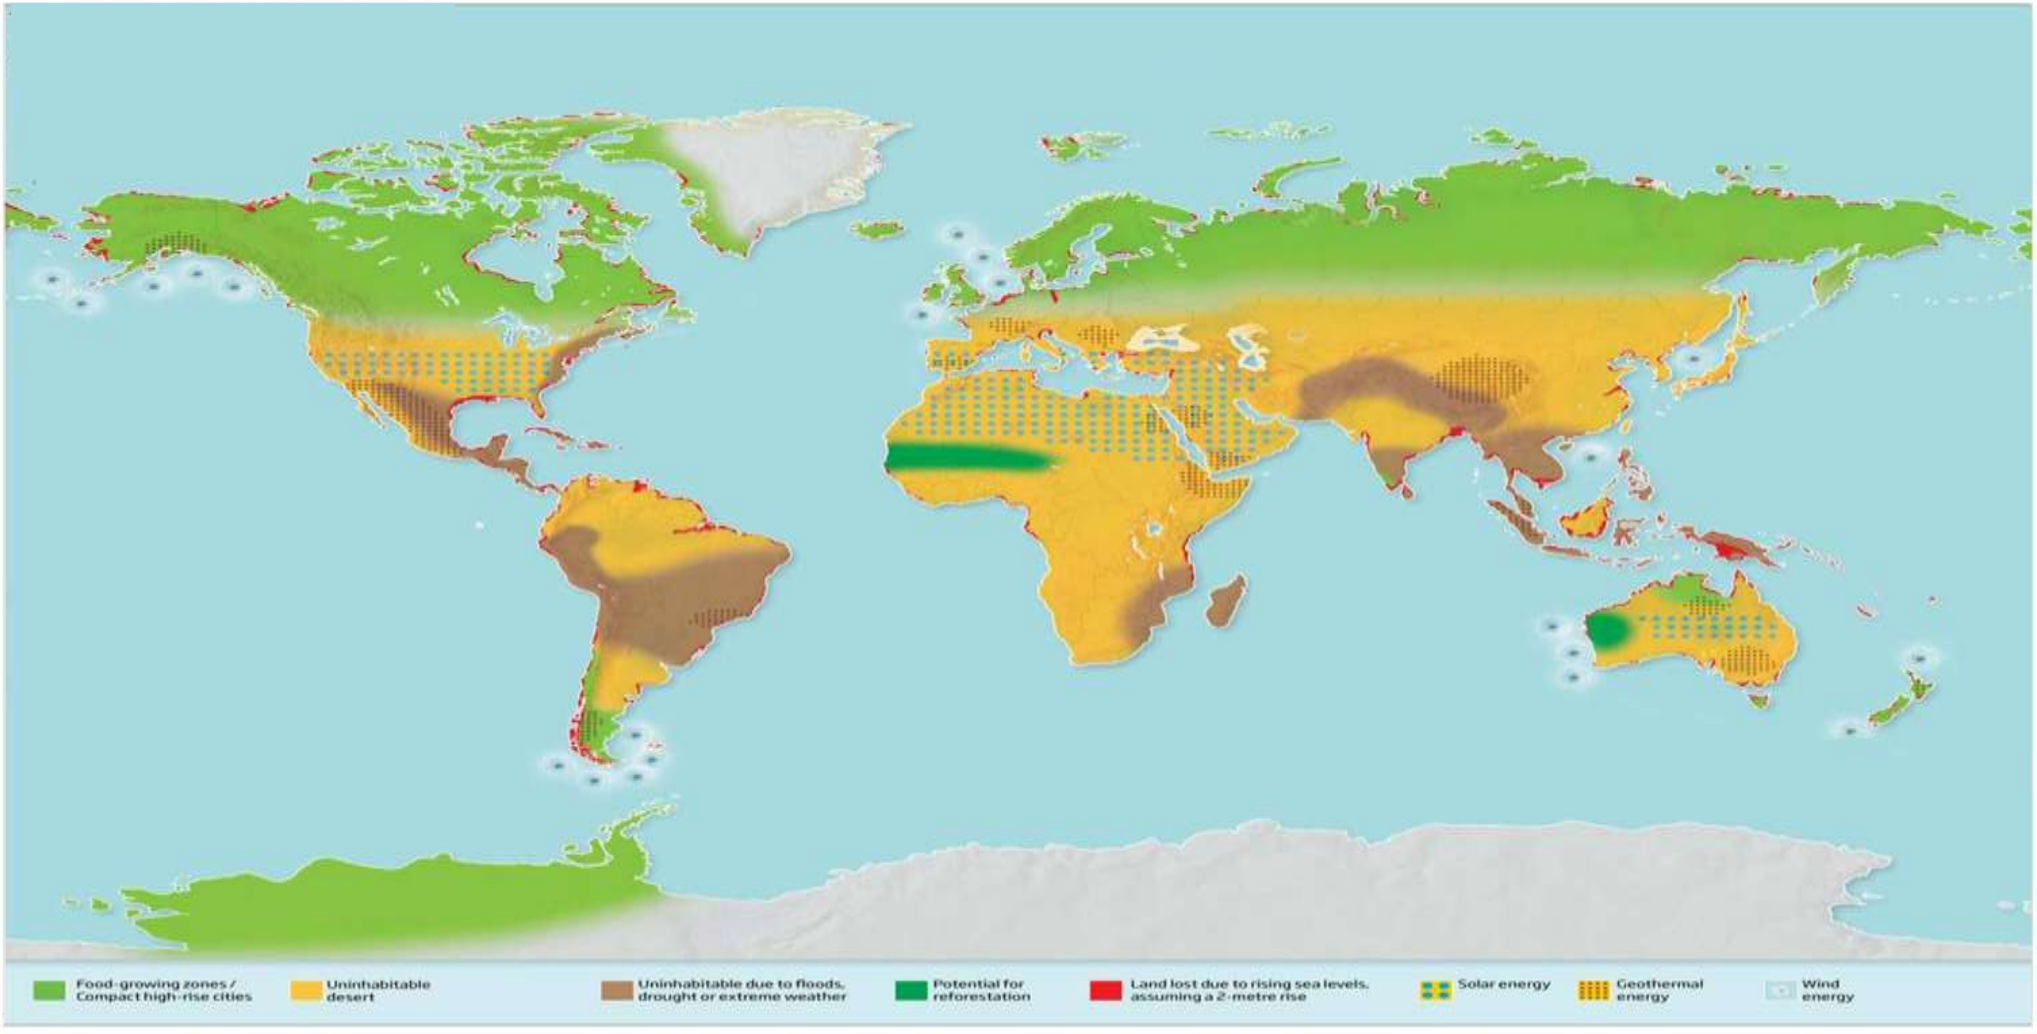 Food-growing zones /
Compact high-rise cities
Uninhabitable
desert
Uninhabitable due to floods,
drought or extreme weather
Potential for
reforestation
Land lost due to rising sea levels,
assuming a 2-metre rise
Solar energy
Geothermal
energy
Wind
energy